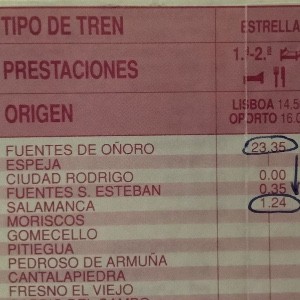 TIPO DE TREN ESTRELLA
PRESTACIONES 1.ª-2.ª
ORIGEN LISBOA 14.5
OPORTO 16.0
FUENTES DE OÑORO 23.35
ESPEJA
CIUDAD RODRIGO 0.00
FUENTES S. ESTEBAN 0.35
SALAMANCA 1.24
MORISCOS
GOMECELLO
PITIEGUA
PEDROSO DE ARMUÑA
CANTALAPIEDRA
FRESNO EL VIEJO